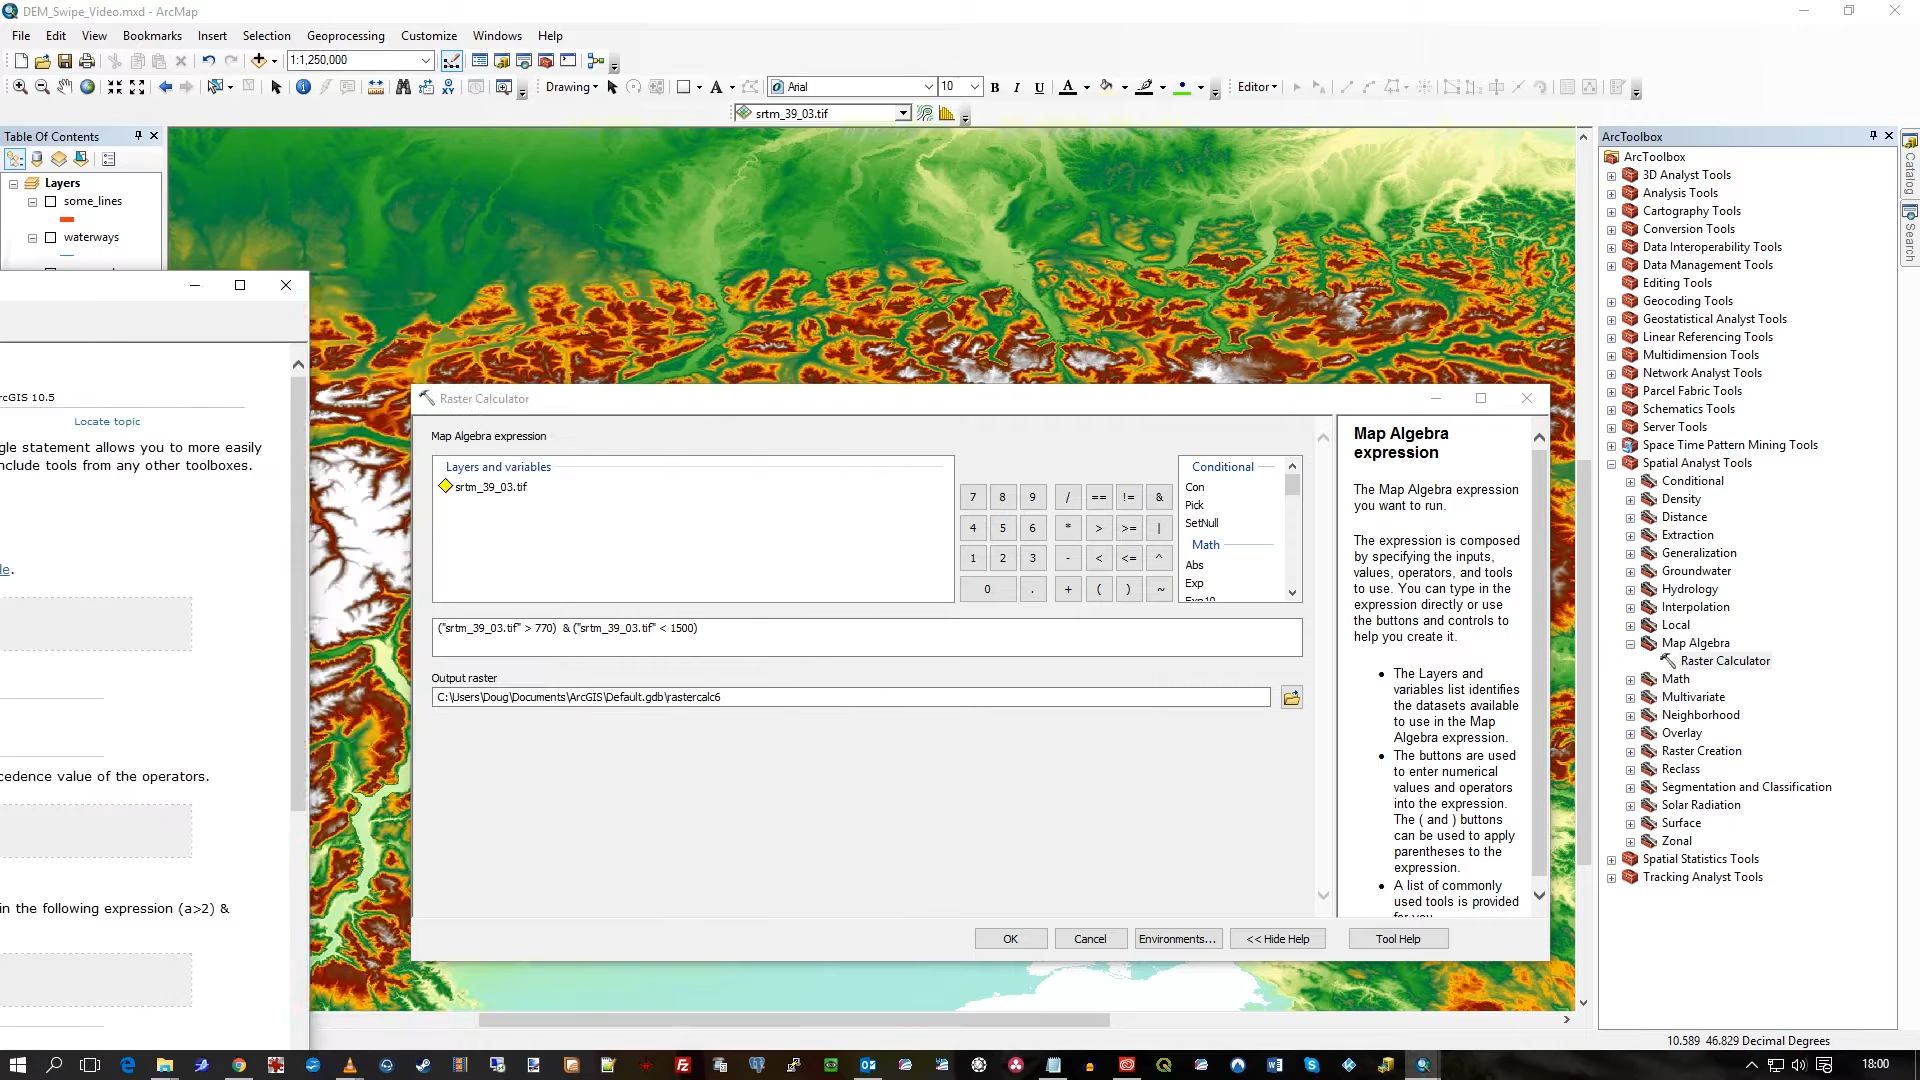 DEM_Swipe_Video.mxd - ArcMap
File Edit View Bookmarks Insert Selection Geoprocessing Customize Windows Help
1:1,250,000
Drawing
Arial
10
B I U A
Editor
srtm_39_03.tif
Table Of Contents
Layers
some_lines
waterways
rcGIS 10.5
Locate topic
gle statement allows you to more easily
nclude tools from any other toolboxes.
le.
cedence value of the operators.
in the following expression (a>2) &
Raster Calculator
Map Algebra expression
Layers and variables
srtm_39_03.tif
7 8 9 / == != &
4 5 6 * > >= |
1 2 3 - < <= ^
0 . + ( ) ~
Conditional
Con
Pick
SetNull
Math
Abs
Exp
Exp10
("srtm_39_03.tif" > 770)  & ("srtm_39_03.tif" < 1500)
Output raster
C:\Users\Doug\Documents\ArcGIS\Default.gdb\rastercalc6
OK
Cancel
Environments...
<< Hide Help
Tool Help
Map Algebra
expression
The Map Algebra expression
you want to run.
The expression is composed
by specifying the inputs,
values, operators, and tools
to use. You can type in the
expression directly or use
the buttons and controls to
help you create it.
• The Layers and
variables list identifies
the datasets available
to use in the Map
Algebra expression.
• The buttons are used
to enter numerical
values and operators
into the expression.
The ( and ) buttons
can be used to apply
parentheses to the
expression.
• A list of commonly
used tools is provided
for you
ArcToolbox
ArcToolbox
3D Analyst Tools
Analysis Tools
Cartography Tools
Conversion Tools
Data Interoperability Tools
Data Management Tools
Editing Tools
Geocoding Tools
Geostatistical Analyst Tools
Linear Referencing Tools
Multidimension Tools
Network Analyst Tools
Parcel Fabric Tools
Schematics Tools
Server Tools
Space Time Pattern Mining Tools
Spatial Analyst Tools
Conditional
Density
Distance
Extraction
Generalization
Groundwater
Hydrology
Interpolation
Local
Map Algebra
Raster Calculator
Math
Multivariate
Neighborhood
Overlay
Raster Creation
Reclass
Segmentation and Classification
Solar Radiation
Surface
Zonal
Spatial Statistics Tools
Tracking Analyst Tools
Catalog
Search
10.589  46.829 Decimal Degrees
18:00